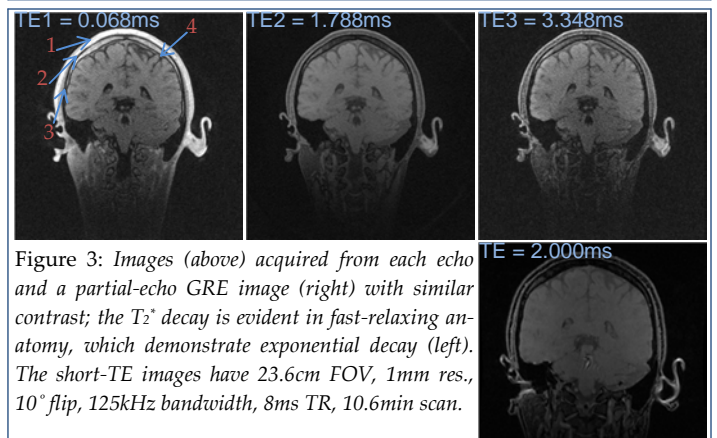 TE1 = 0.068ms
TE2 = 1.788ms
TE3 = 3.348ms
1
4
2
3
TE = 2.000ms
Figure 3: Images (above) acquired from each echo
and a partial-echo GRE image (right) with similar
contrast; the T₂* decay is evident in fast-relaxing an-
atomy, which demonstrate exponential decay (left).
The short-TE images have 23.6cm FOV, 1mm res.,
10° flip, 125kHz bandwidth, 8ms TR, 10.6min scan.